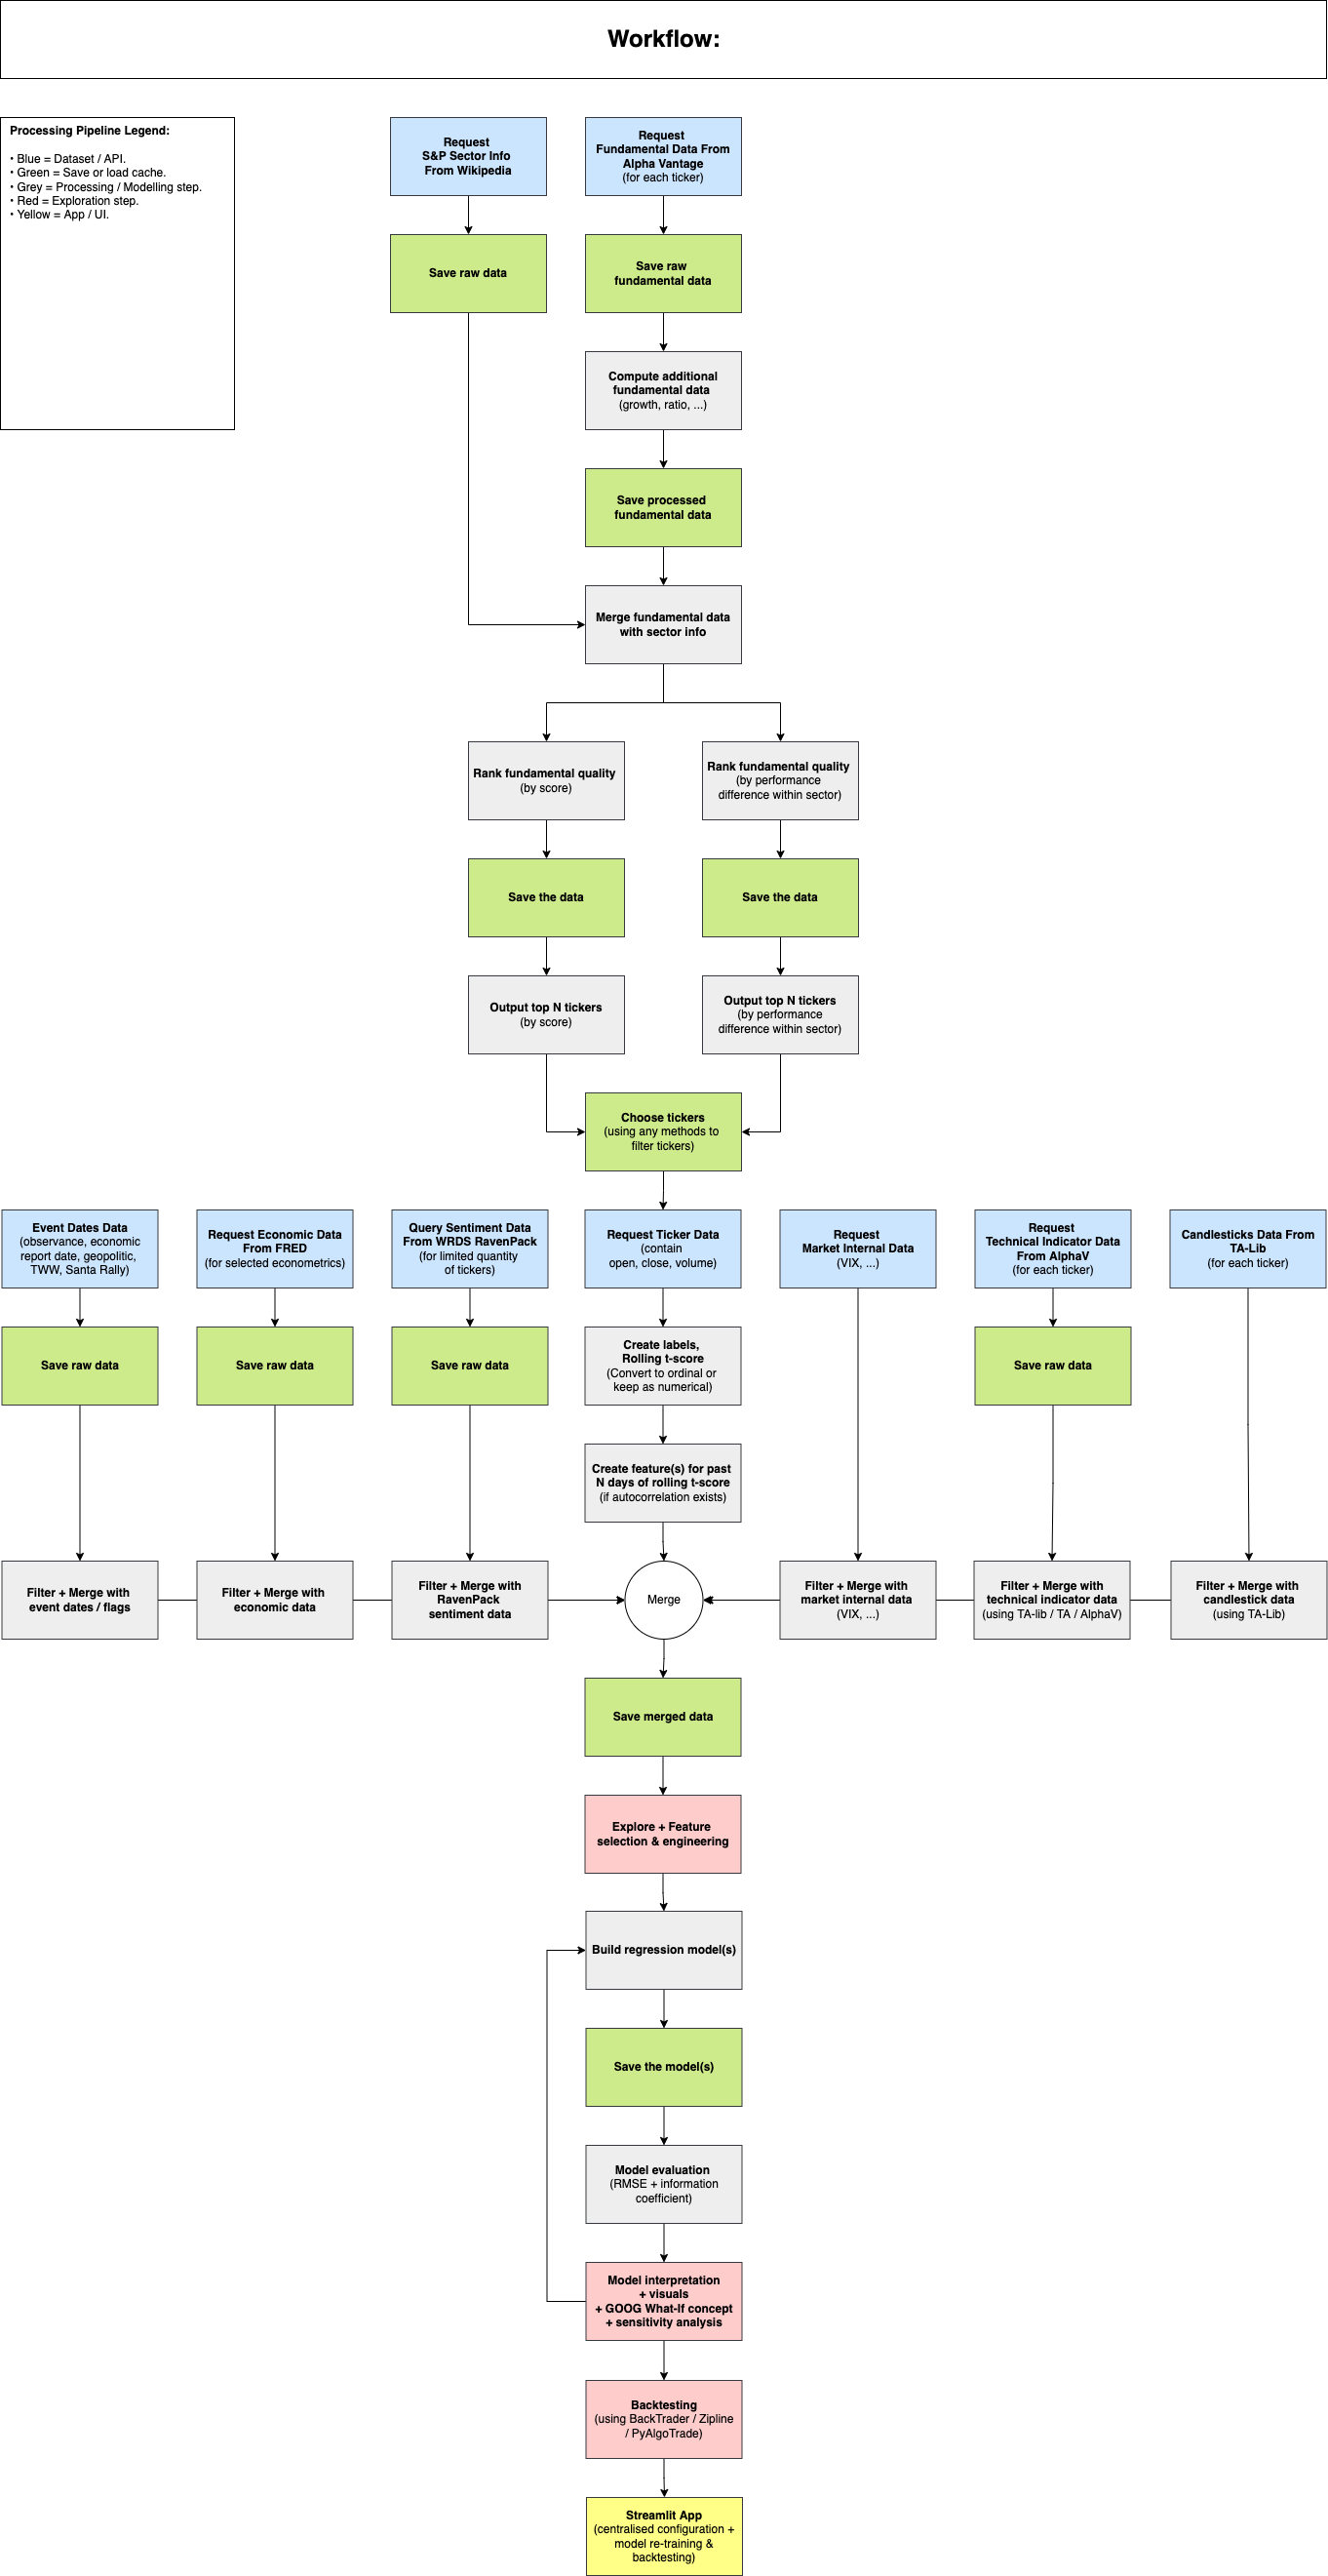 Workflow:
Processing Pipeline Legend:
• Blue = Dataset / API.
• Green = Save or load cache.
• Grey = Processing / Modelling step.
• Red = Exploration step.
• Yellow = App / UI.
Request
S&P Sector Info
From Wikipedia
Request
Fundamental Data From
Alpha Vantage
(for each ticker)
Save raw data
Save raw
fundamental data
Compute additional
fundamental data
(growth, ratio, ...)
Save processed
fundamental data
Merge fundamental data
with sector info
Rank fundamental quality
(by score)
Rank fundamental quality
(by performance
difference within sector)
Save the data
Save the data
Output top N tickers
(by score)
Output top N tickers
(by performance
difference within sector)
Choose tickers
(using any methods to
filter tickers)
Event Dates Data
(observance, economic
report date, geopolitic,
TWW, Santa Rally)
Request Economic Data
From FRED
(for selected econometrics)
Query Sentiment Data
From WRDS RavenPack
(for limited quantity
of tickers)
Request Ticker Data
(contain
open, close, volume)
Request
Market Internal Data
(VIX, ...)
Request
Technical Indicator Data
From AlphaV
(for each ticker)
Candlesticks Data From
TA-Lib
(for each ticker)
Save raw data
Save raw data
Save raw data
Create labels,
Rolling t-score
(Convert to ordinal or
keep as numerical)
Save raw data
Create feature(s) for past
N days of rolling t-score
(if autocorrelation exists)
Filter + Merge with
event dates / flags
Filter + Merge with
economic data
Filter + Merge with
RavenPack
sentiment data
Merge
Filter + Merge with
market internal data
(VIX, ...)
Filter + Merge with
technical indicator data
(using TA-lib / TA / AlphaV)
Filter + Merge with
candlestick data
(using TA-Lib)
Save merged data
Explore + Feature
selection & engineering
Build regression model(s)
Save the model(s)
Model evaluation
(RMSE + information
coefficient)
Model interpretation
+ visuals
+ GOOG What-If concept
+ sensitivity analysis
Backtesting
(using BackTrader / Zipline
/ PyAlgoTrade)
Streamlit App
(centralised configuration +
model re-training &
backtesting)